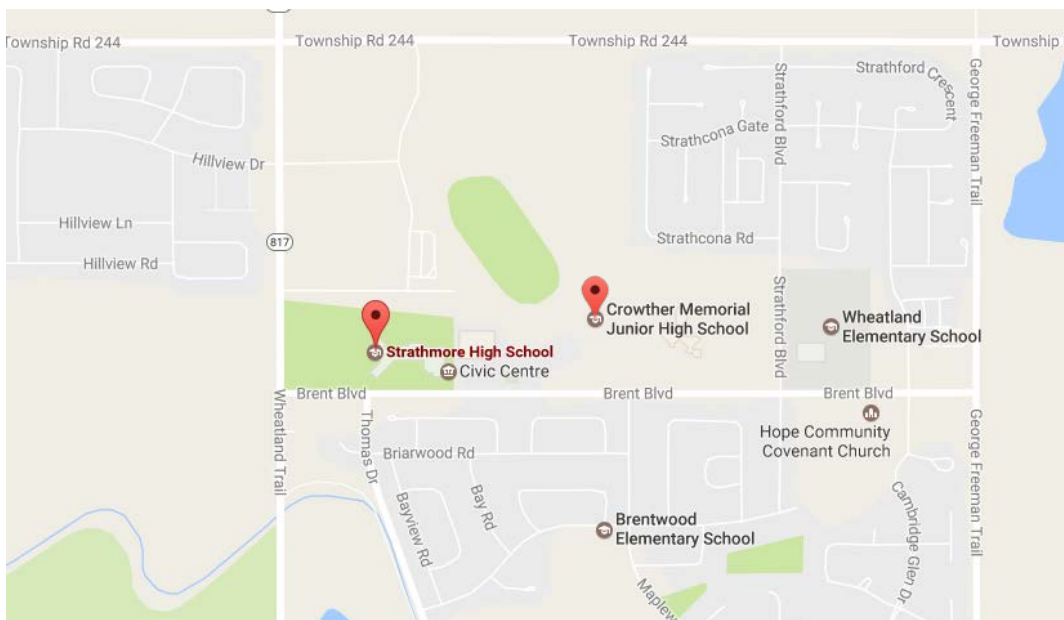 Township Rd 244
Township Rd 244
Township Rd 244
Township
Strathford Crescent
George Freeman Trail
Strathford Blvd
Strathcona Gate
Hillview Dr
Hillview Ln
Strathcona Rd
817
Hillview Rd
Strathford Blvd
Crowther Memorial
Junior High School
Wheatland
Elementary School
Strathmore High School
Civic Centre
Brent Blvd
Brent Blvd
Brent Blvd
Wheatland Trail
Thomas Dr
Hope Community
Covenant Church
George Freeman Trail
Briarwood Rd
Bayview Rd
Bay Rd
Cambridge Glen Dr
Brentwood
Elementary School
Maplew